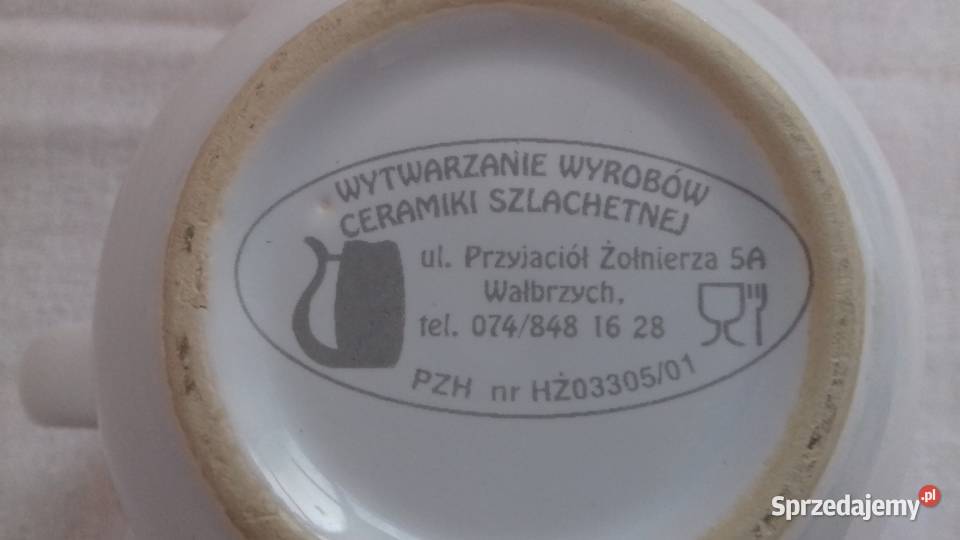 WYTWARZANIE WYROBÓW
CERAMIKI SZLACHETNEJ
ul. Przyjaciół Żołnierza 5A
Wałbrzych,
tel. 074/848 16 28
PZH nr HŻ03305/01
Sprzedajemy.pl